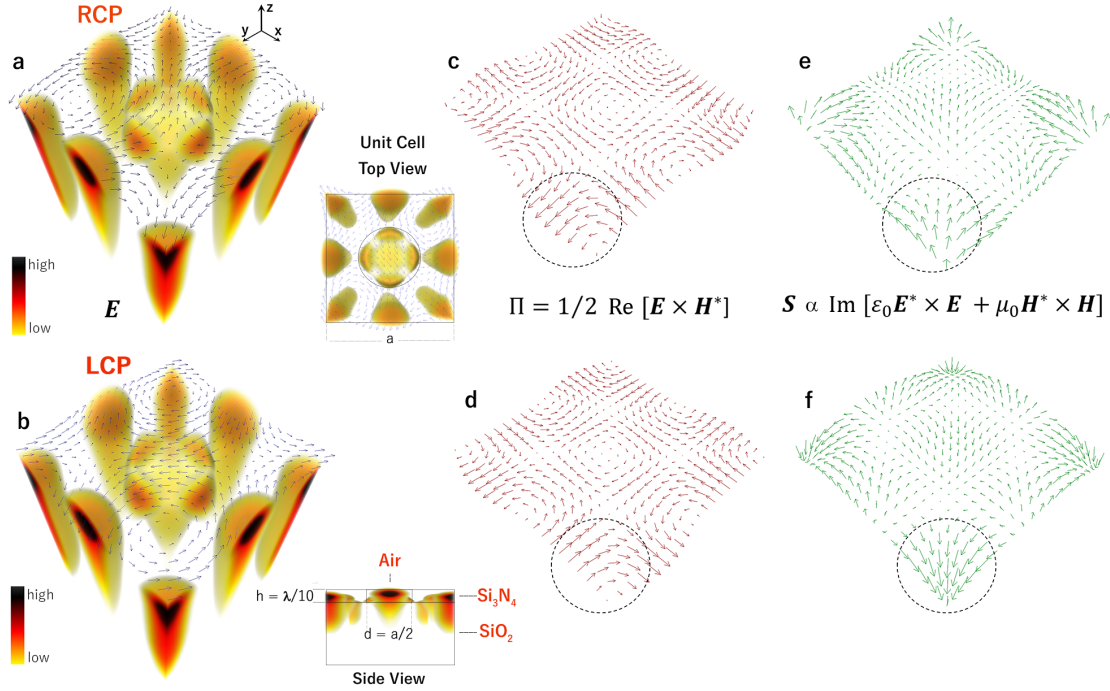 RCP
z
y x
a
c
e
Unit Cell
Top View
high
low
E
a
Π = 1/2 Re [E × H*]
S α Im [ε₀E* × E + μ₀H* × H]
LCP
b
d
f
high
low
Air
h = λ/10
Si₃N₄
d = a/2
SiO₂
Side View